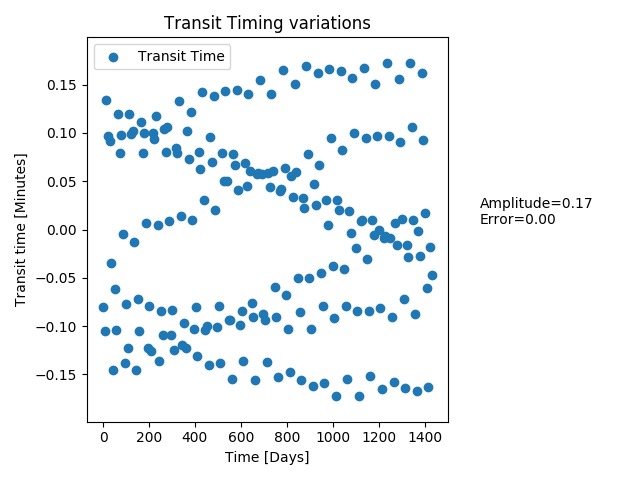 Transit Timing variations
Transit Time
Transit time [Minutes]
0.15
0.10
0.05
0.00
−0.05
−0.10
−0.15
0 200 400 600 800 1000 1200 1400
Time [Days]
Amplitude=0.17
Error=0.00